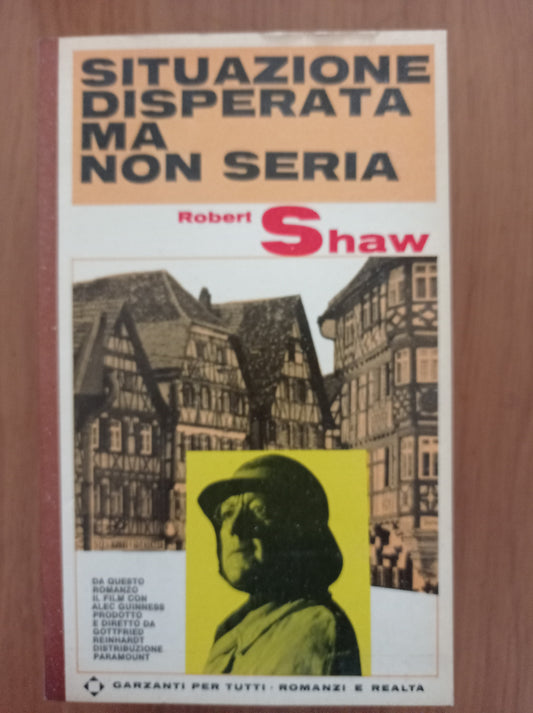 SITUAZIONE
DISPERATA
MA
NON SERIA
Robert Shaw
DA QUESTO
ROMANZO
IL FILM CON
ALEC GUINNESS
PRODOTTO
E DIRETTO DA
GOTTFRIED
REINHARDT
DISTRIBUZIONE
PARAMOUNT
GARZANTI PER TUTTI · ROMANZI E REALTÀ